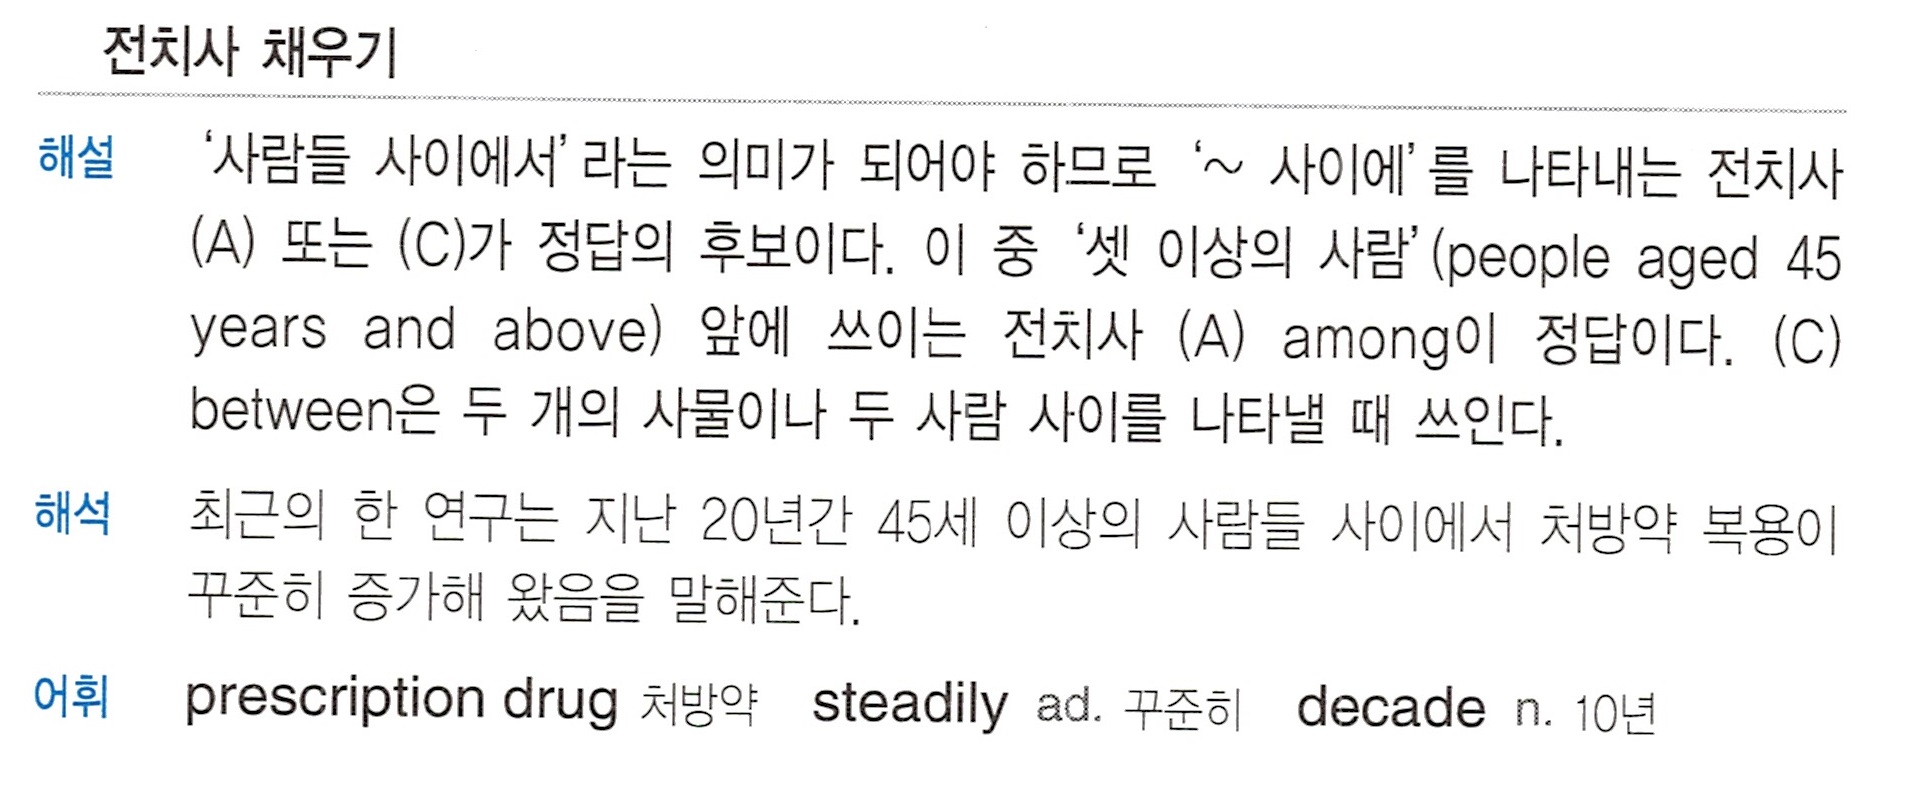 전치사 채우기
해설 '사람들 사이에서'라는 의미가 되어야 하므로 '~ 사이에'를 나타내는 전치사
(A) 또는 (C)가 정답의 후보이다. 이 중 '셋 이상의 사람'(people aged 45
years and above) 앞에 쓰이는 전치사 (A) among이 정답이다. (C)
between은 두 개의 사물이나 두 사람 사이를 나타낼 때 쓰인다.
해석 최근의 한 연구는 지난 20년간 45세 이상의 사람들 사이에서 처방약 복용이
꾸준히 증가해 왔음을 말해준다.
어휘 prescription drug 처방약 steadily ad. 꾸준히 decade n. 10년